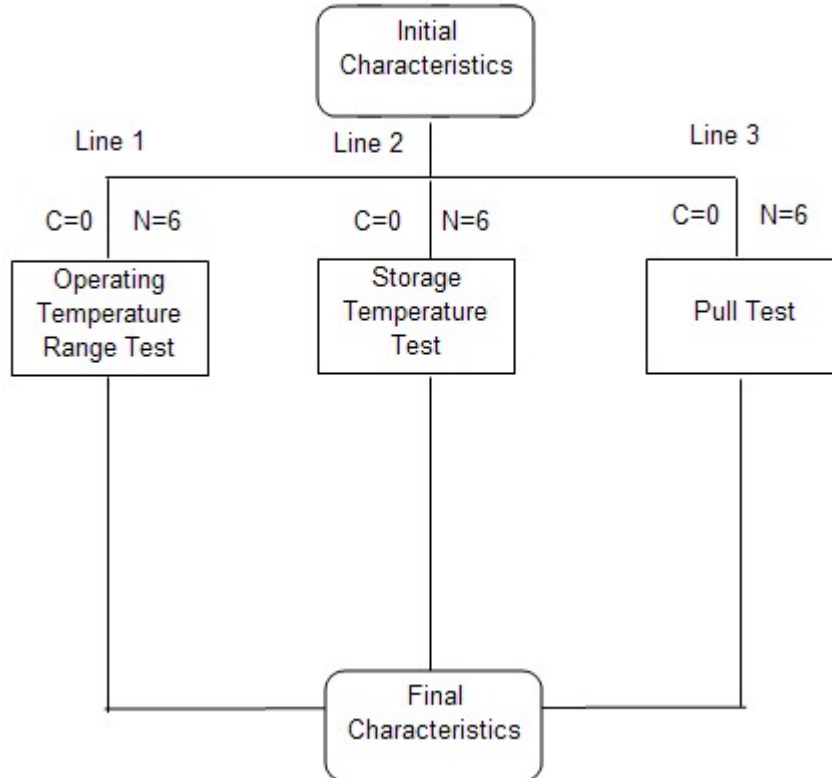 Initial
Characteristics
Line 1
Line 2
Line 3
C=0 N=6
C=0 N=6
C=0 N=6
Operating
Temperature
Range Test
Storage
Temperature
Test
Pull Test
Final
Characteristics